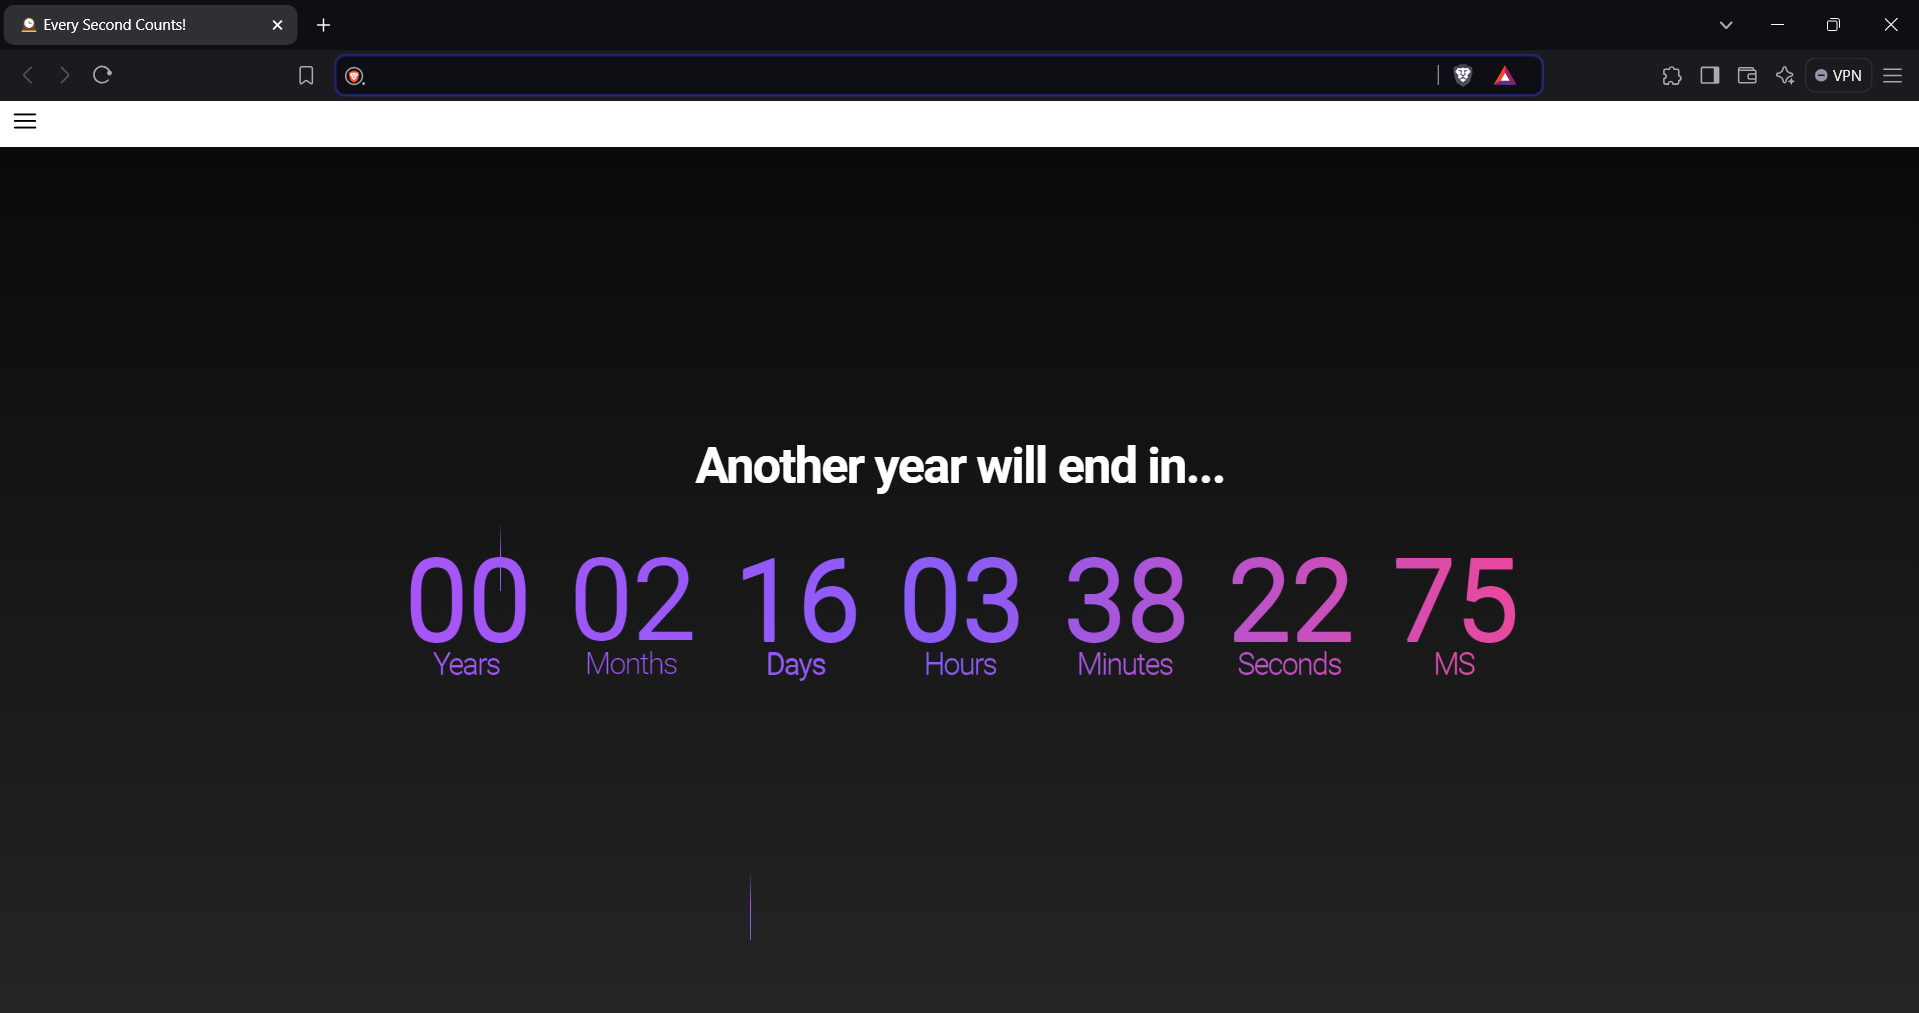 Every Second Counts!
VPN
Another year will end in...
00 02 16 03 38 22 75
Years Months Days Hours Minutes Seconds MS